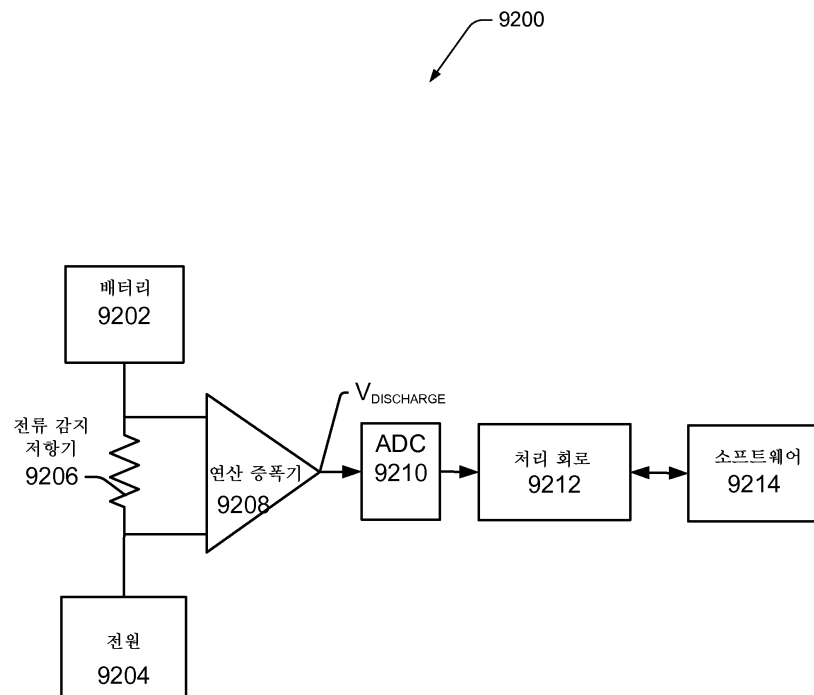 9200
배터리
9202
전류 감지
저항기
9206
연산 증폭기
9208
VDISCHARGE
ADC
9210
처리 회로
9212
소프트웨어
9214
전원
9204